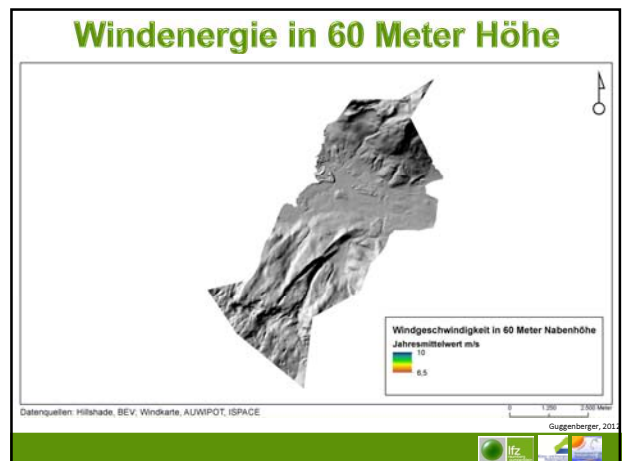 Windenergie in 60 Meter Höhe
Windgeschwindigkeit in 60 Meter Nabenhöhe
Jahresmittelwert m/s
10
6,5
Datenquellen: Hillshade, BEV; Windkarte, AUWIPOT, ISPACE
0 1.250 2.500 Meter
Guggenberger, 2012
lfz